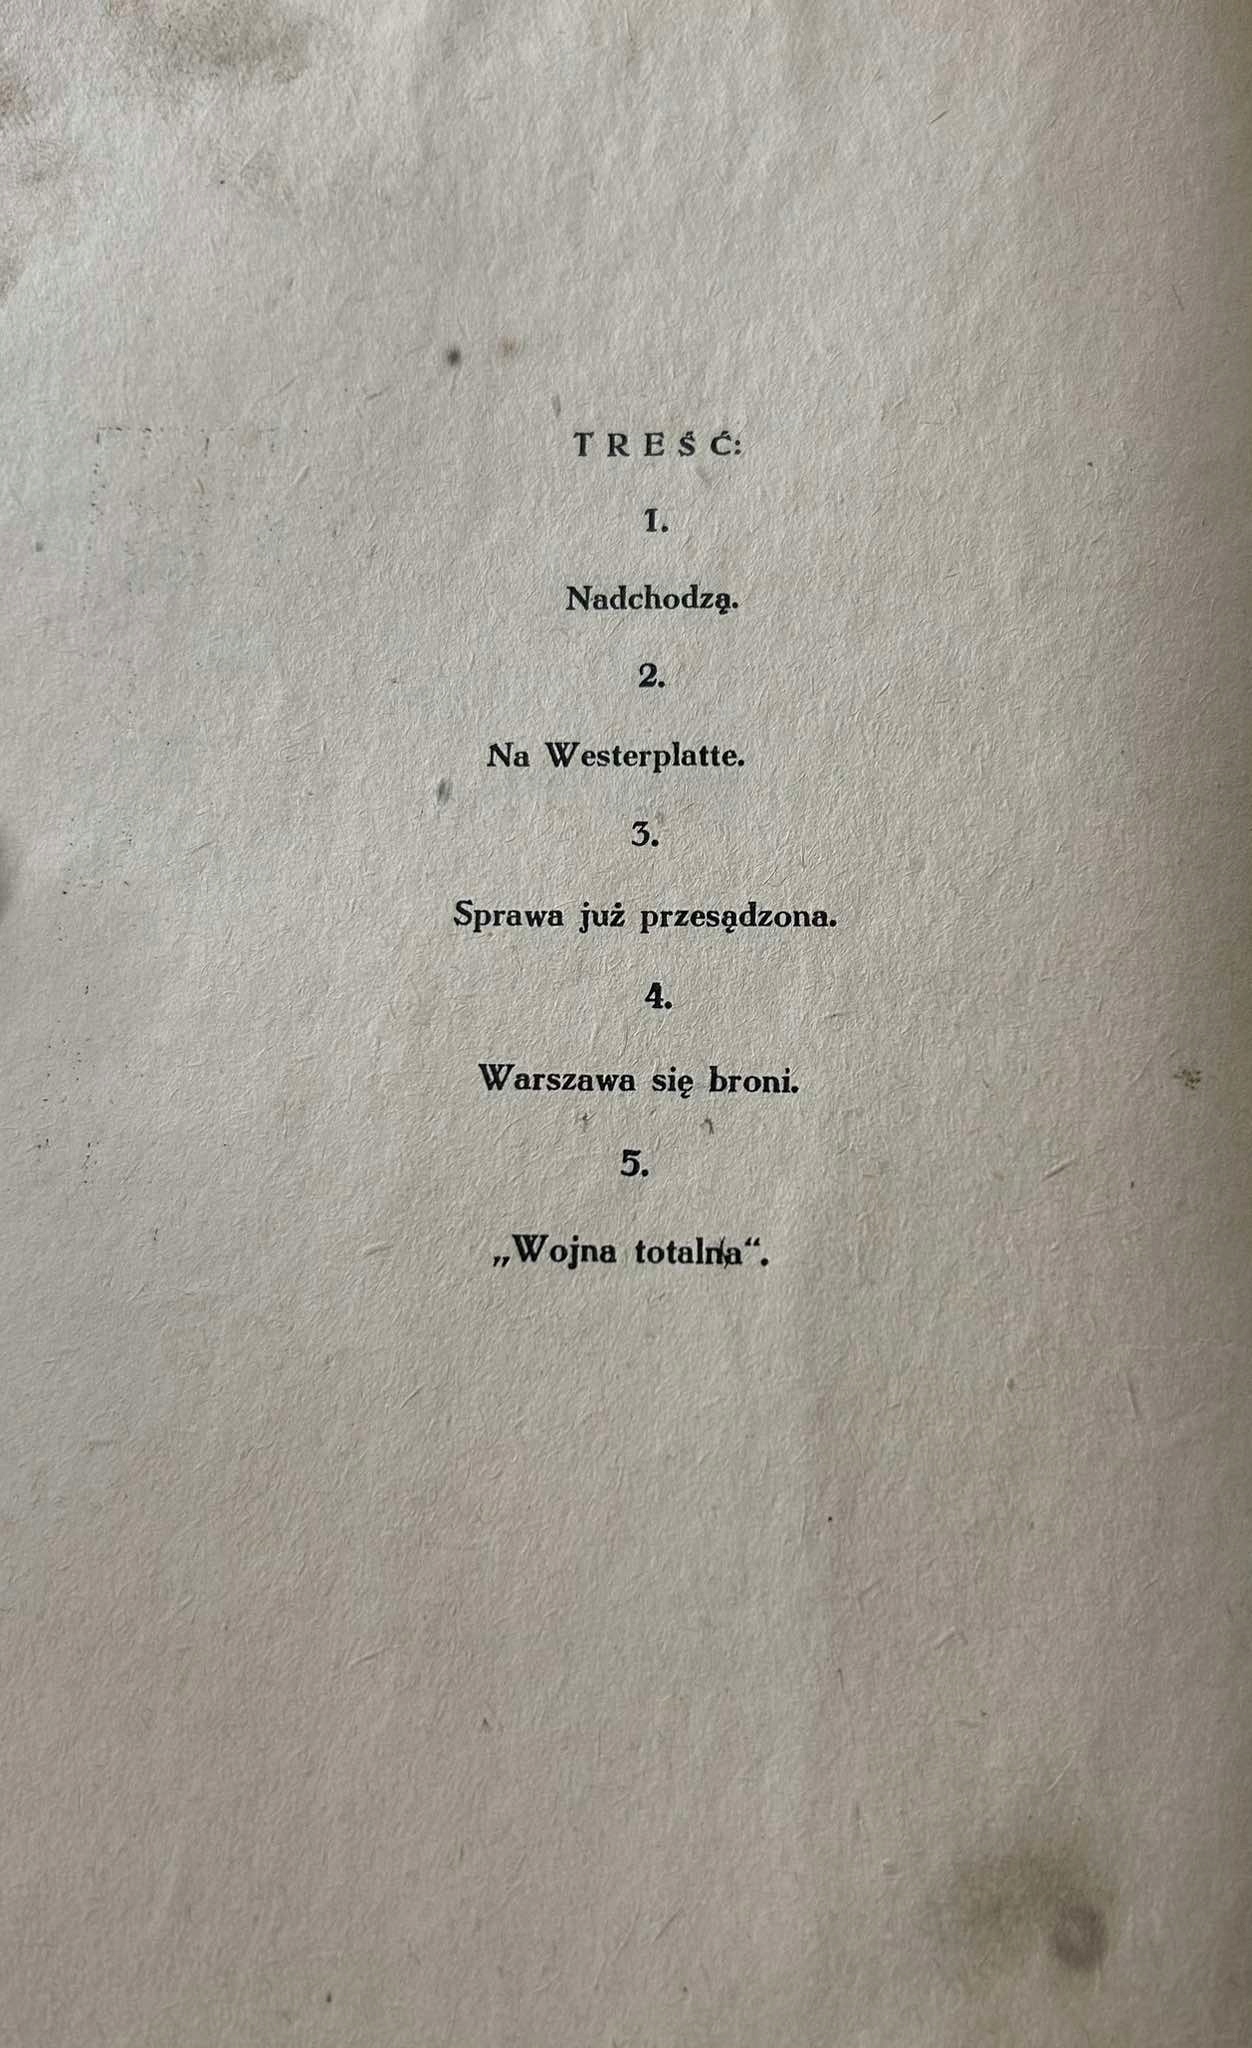 TREŚĆ:
1.
Nadchodzą.
2.
Na Westerplatte.
3.
Sprawa już przesądzona.
4.
Warszawa się broni.
5.
„Wojna totalna“.